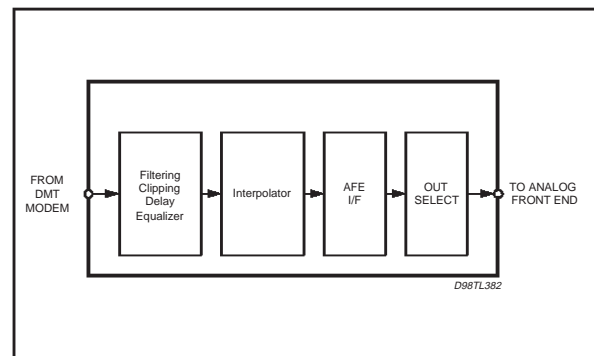 FROM
DMT
MODEM
Filtering
Clipping
Delay
Equalizer
Interpolator
AFE
I/F
OUT
SELECT
TO ANALOG
FRONT END
D98TL382